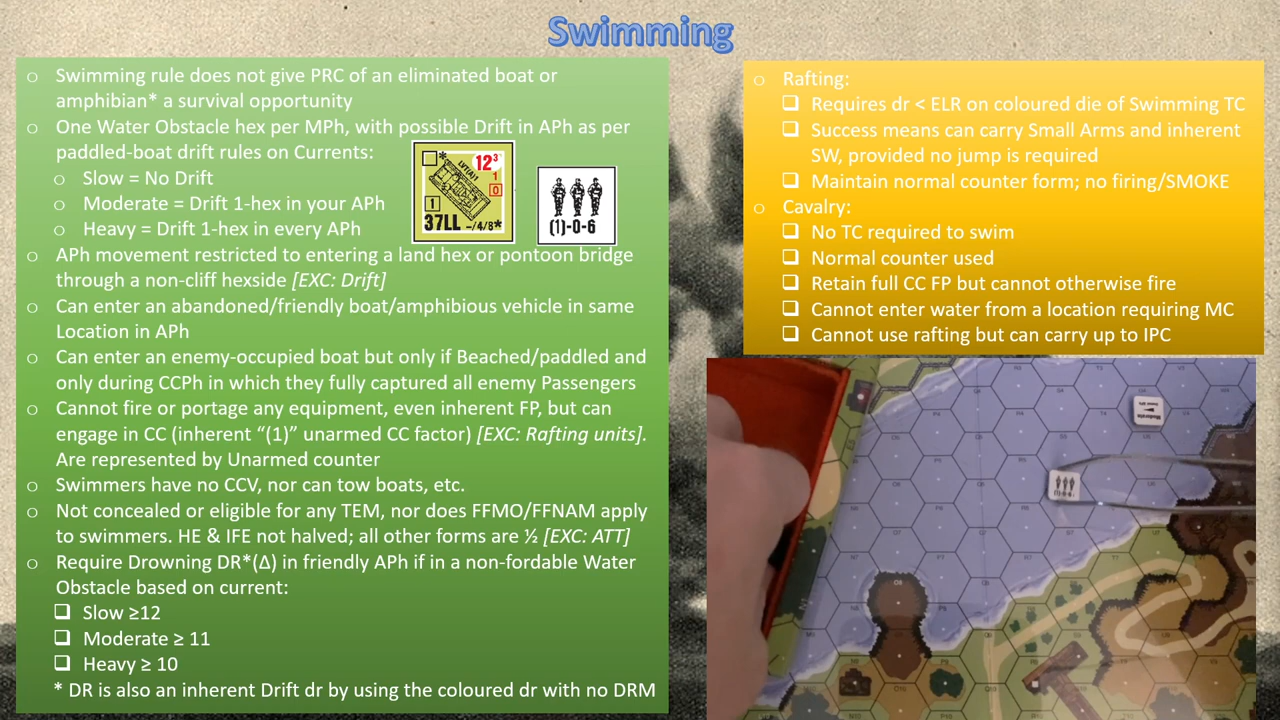 Swimming
o Swimming rule does not give PRC of an eliminated boat or
amphibian* a survival opportunity
o One Water Obstacle hex per MPh, with possible Drift in APh as per
paddled-boat drift rules on Currents:
o Slow = No Drift
o Moderate = Drift 1-hex in your APh
o Heavy = Drift 1-hex in every APh
o APh movement restricted to entering a land hex or pontoon bridge
through a non-cliff hexside [EXC: Drift]
o Can enter an abandoned/friendly boat/amphibious vehicle in same
Location in APh
o Can enter an enemy-occupied boat but only if Beached/paddled and
only during CCPh in which they fully captured all enemy Passengers
o Cannot fire or portage any equipment, even inherent FP, but can
engage in CC (inherent “(1)” unarmed CC factor) [EXC: Rafting units].
Are represented by Unarmed counter
o Swimmers have no CCV, nor can tow boats, etc.
o Not concealed or eligible for any TEM, nor does FFMO/FFNAM apply
to swimmers. HE & IFE not halved; all other forms are ½ [EXC: ATT]
o Require Drowning DR*(Δ) in friendly APh if in a non-fordable Water
Obstacle based on current:
❑ Slow ≥12
❑ Moderate ≥ 11
❑ Heavy ≥ 10
* DR is also an inherent Drift dr by using the coloured dr with no DRM
*
12³
LVT(A)1
1
0
1
37LL -/4/8*
(1)-0-6
o Rafting:
❑ Requires dr < ELR on coloured die of Swimming TC
❑ Success means can carry Small Arms and inherent
SW, provided no jump is required
❑ Maintain normal counter form; no firing/SMOKE
o Cavalry:
❑ No TC required to swim
❑ Normal counter used
❑ Retain full CC FP but cannot otherwise fire
❑ Cannot enter water from a location requiring MC
❑ Cannot use rafting but can carry up to IPC
Moderate